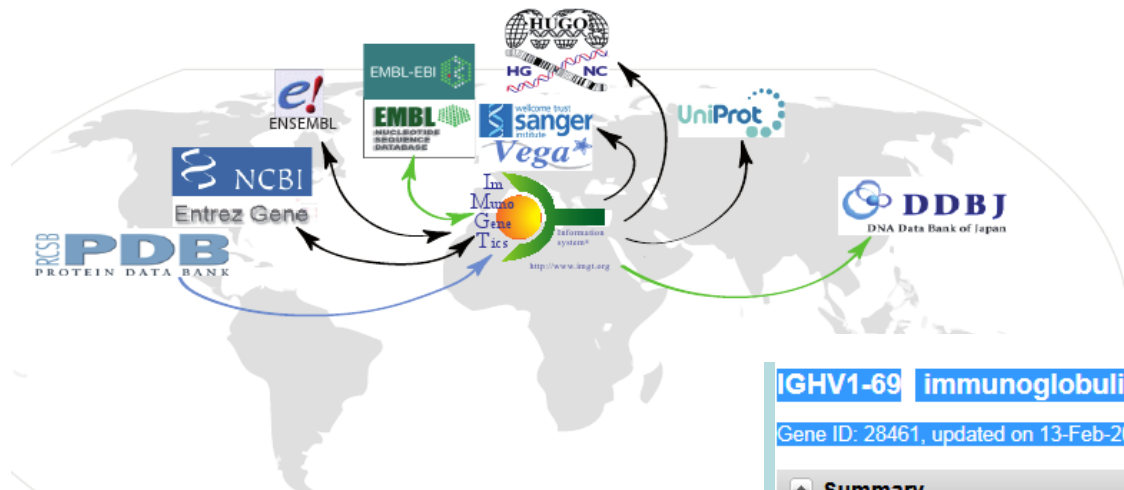 HUGO
HG NC
EMBL-EBI
e!
ENSEMBL
EMBL
NUCLEOTIDE
SEQUENCE
DATABASE
wellcome trust
sanger
institute
Vega
UniProt
NCBI
Entrez Gene
Im
Muno
Gene
Tics
Information
system®
http://www.imgt.org
DDBJ
DNA Data Bank of Japan
RCSB
PDB
PROTEIN DATA BANK
IGHV1-69 immunoglobuli
Gene ID: 28461, updated on 13-Feb-20
Summary